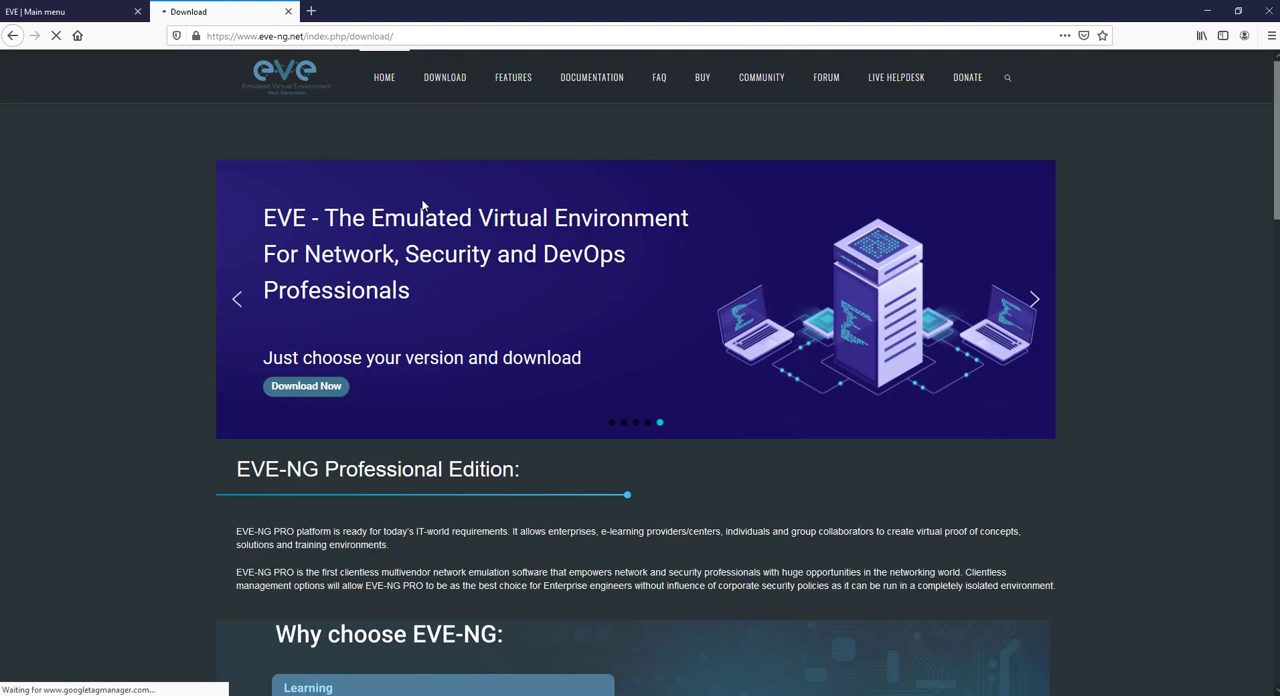 EVE | Main menu
Download
https://www.eve-ng.net/index.php/download/
eve
Emulated Virtual Environment
HOME
DOWNLOAD
FEATURES
DOCUMENTATION
FAQ
BUY
COMMUNITY
FORUM
LIVE HELPDESK
DONATE
EVE - The Emulated Virtual Environment
For Network, Security and DevOps
Professionals
Just choose your version and download
Download Now
EVE-NG Professional Edition:
EVE-NG PRO platform is ready for today's IT-world requirements. It allows enterprises, e-learning providers/centers, individuals and group collaborators to create virtual proof of concepts,
solutions and training environments.
EVE-NG PRO is the first clientless multivendor network emulation software that empowers network and security professionals with huge opportunities in the networking world. Clientless
management options will allow EVE-NG PRO to be as the best choice for Enterprise engineers without influence of corporate security policies as it can be run in a completely isolated environment.
Why choose EVE-NG:
Learning
Waiting for www.googletagmanager.com...